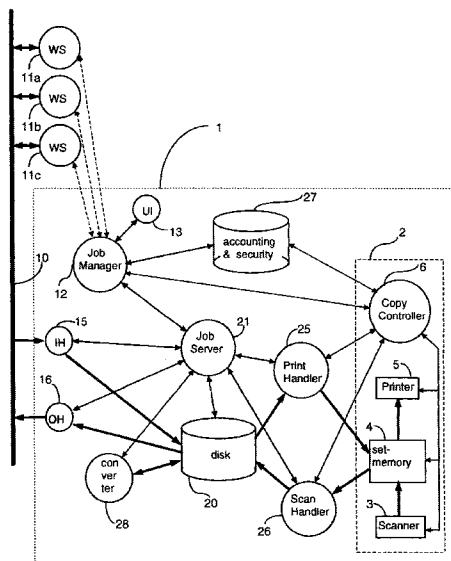 WS
11a
WS
11b
WS
11c
1
27
UI
13
accounting
& security
2
10
Job
Manager
12
6
Copy
Controller
15
IH
21
Job
Server
25
Print
Handler
5
Printer
16
OH
4
set-
memory
disk
con
ver
ter
28
20
Scan
Handler
26
3
Scanner